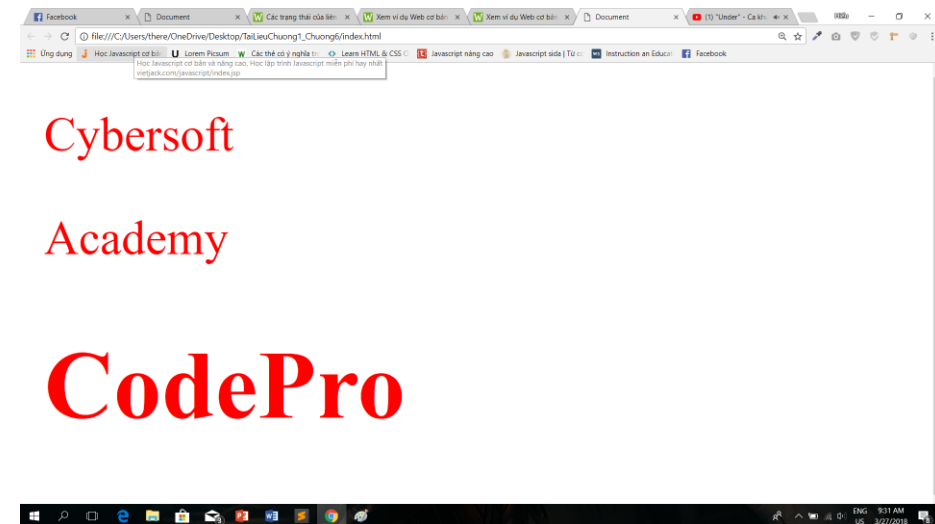 Facebook
Document
Các trang thái của liên
Xem ví dụ Web cơ bản
Xem ví dụ Web cơ bản
Document
(1) "Under" - Ca kh
file:///C:/Users/there/OneDrive/Desktop/TaiLieuChuong1_Chuong6/index.html
Ứng dụng
Học Javascript cơ bả
Lorem Picsum
Các thẻ có ý nghĩa tr
Learn HTML & CSS
Javascript nâng cao
Javascript sida | Từ c
Instruction an Educat
Facebook
Học Javascript cơ bản và nâng cao, Học lập trình Javascript miễn phí hay nhất
vietjack.com/javascript/index.jsp
Cybersoft
Academy
CodePro
ENG 9:31 AM
US 3/27/2018